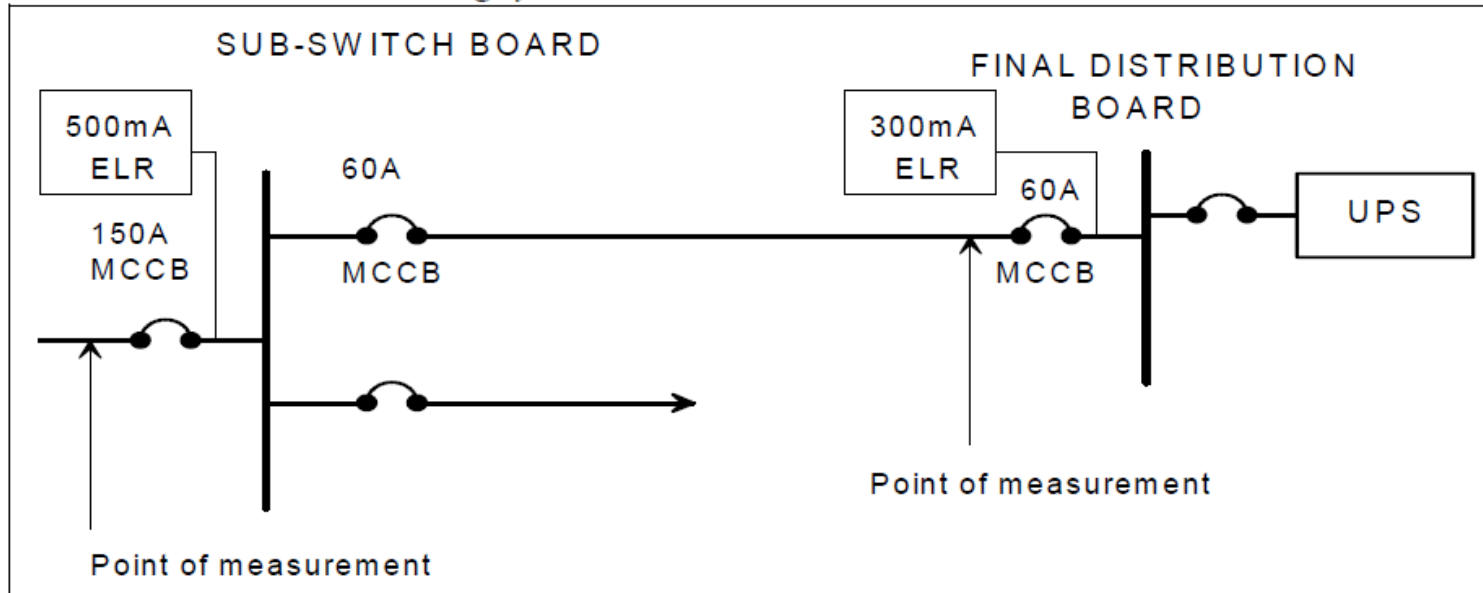 SUB-SWITCH BOARD
FINAL DISTRIBUTION
BOARD
500mA
ELR
60A
300mA
ELR
60A
UPS
150A
MCCB
MCCB
MCCB
Point of measurement
Point of measurement